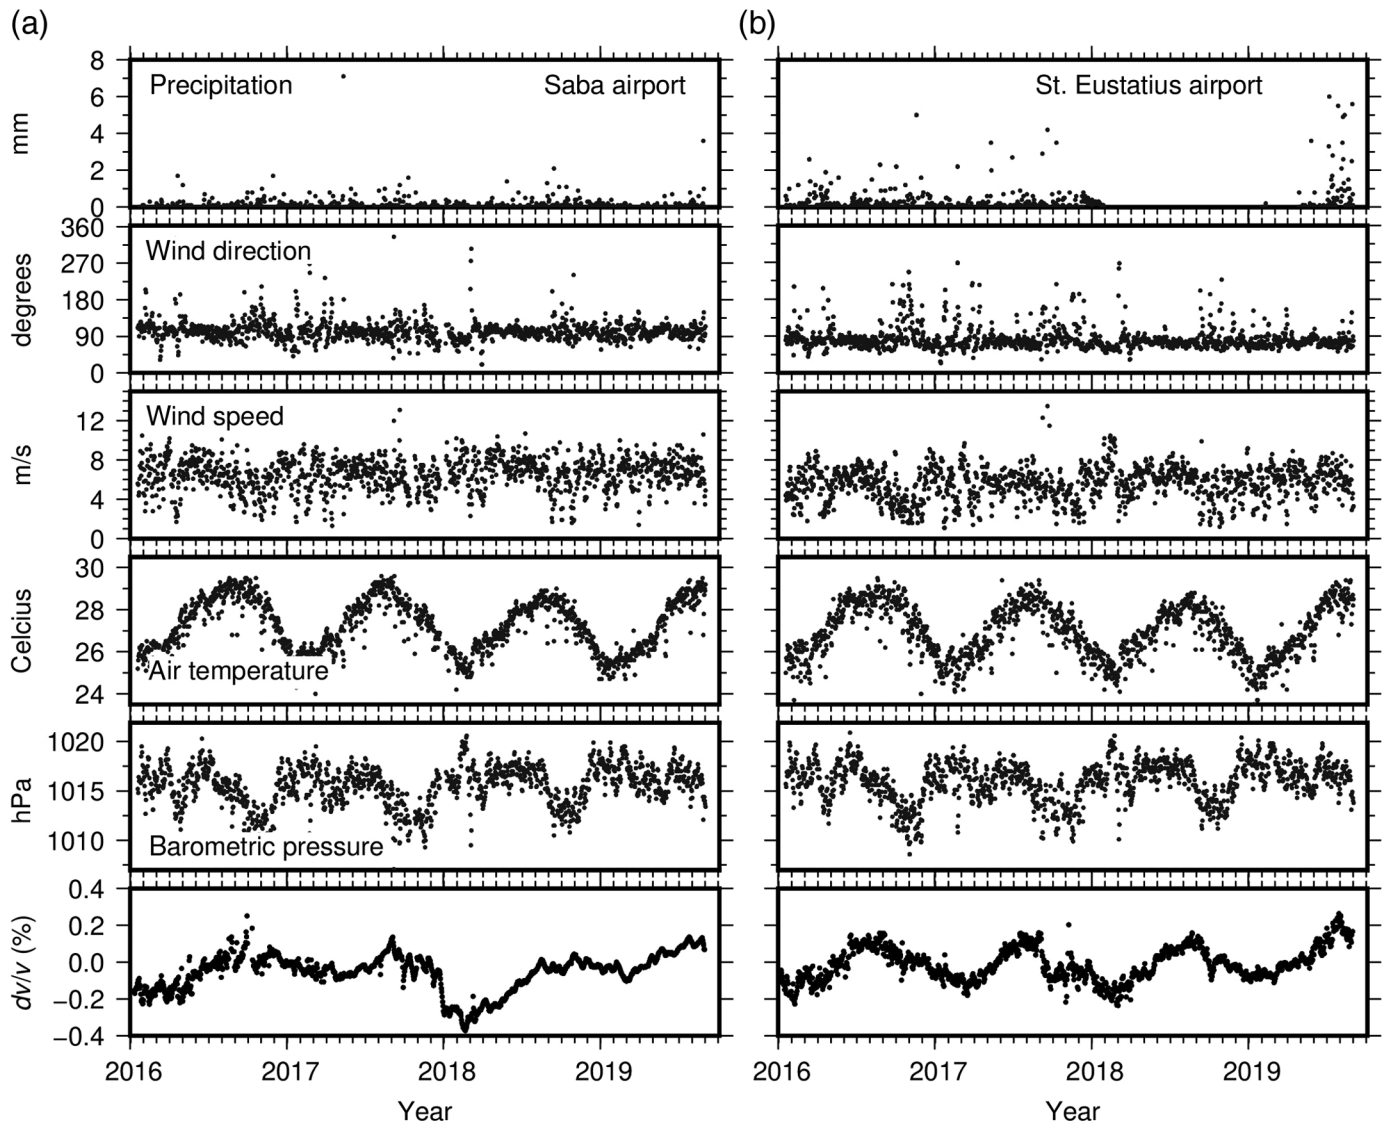 (a)
(b)
8
6
4
2
0
mm
Precipitation
Saba airport
St. Eustatius airport
360
270
180
90
0
degrees
Wind direction
12
8
4
0
m/s
Wind speed
30
28
26
24
Celcius
Air temperature
1020
1015
1010
hPa
Barometric pressure
0.4
0.2
0.0
−0.2
−0.4
dv/v (%)
2016
2017
2018
2019
Year
2016
2017
2018
2019
Year